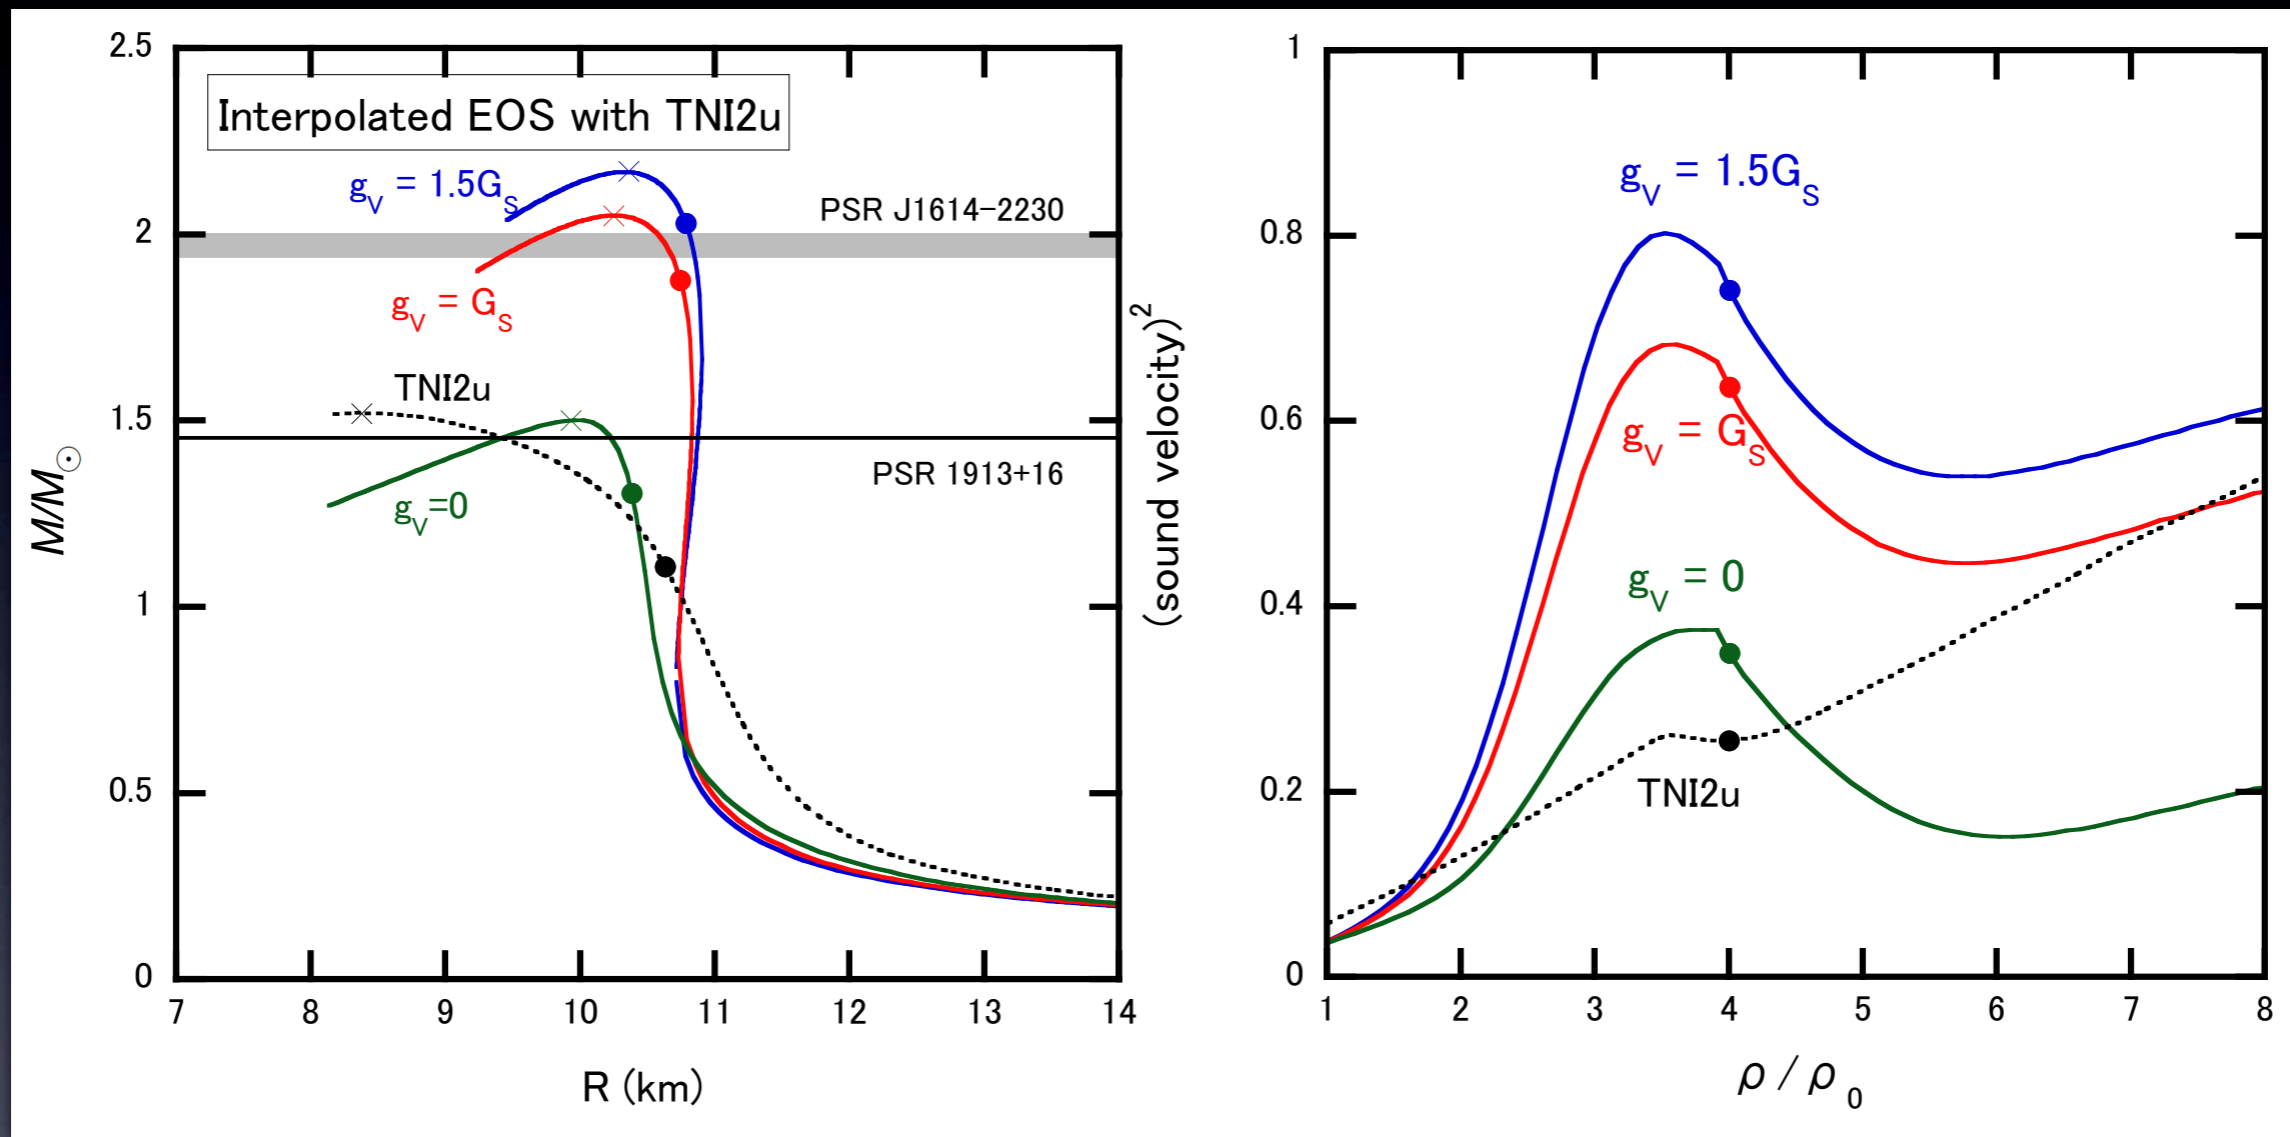 Interpolated EOS with TNI2u
g_V = 1.5G_S
PSR J1614-2230
g_V = G_S
TNI2u
PSR 1913+16
g_V=0
M/M☉
2.5
2
1.5
1
0.5
0
7 8 9 10 11 12 13 14
R (km)
(sound velocity)²
1
0.8
0.6
0.4
0.2
0
g_V = 1.5G_S
g_V = G_S
g_V = 0
TNI2u
1 2 3 4 5 6 7 8
ρ / ρ_0